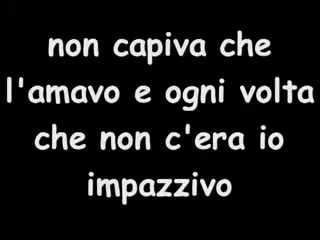 non capiva che
l'amavo e ogni volta
che non c'era io
impazzivo